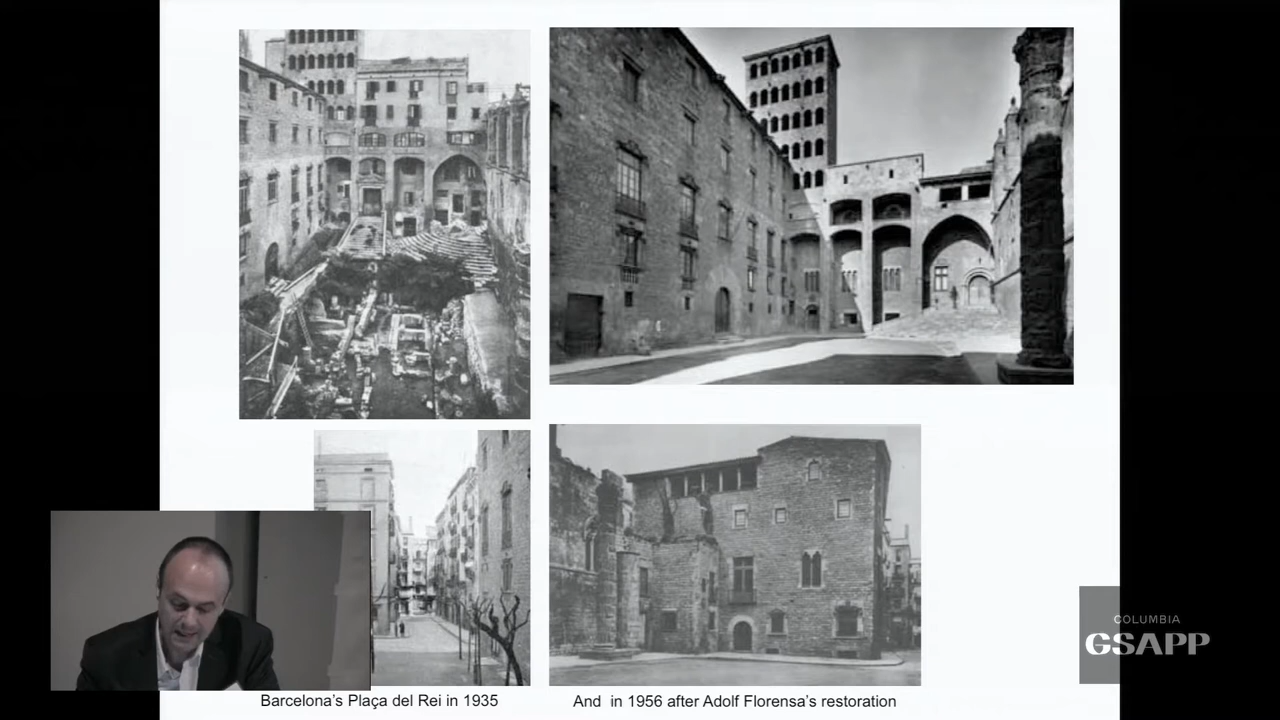 COLUMBIA
GSAPP
Barcelona's Plaça del Rei in 1935
And  in 1956 after Adolf Florensa's restoration